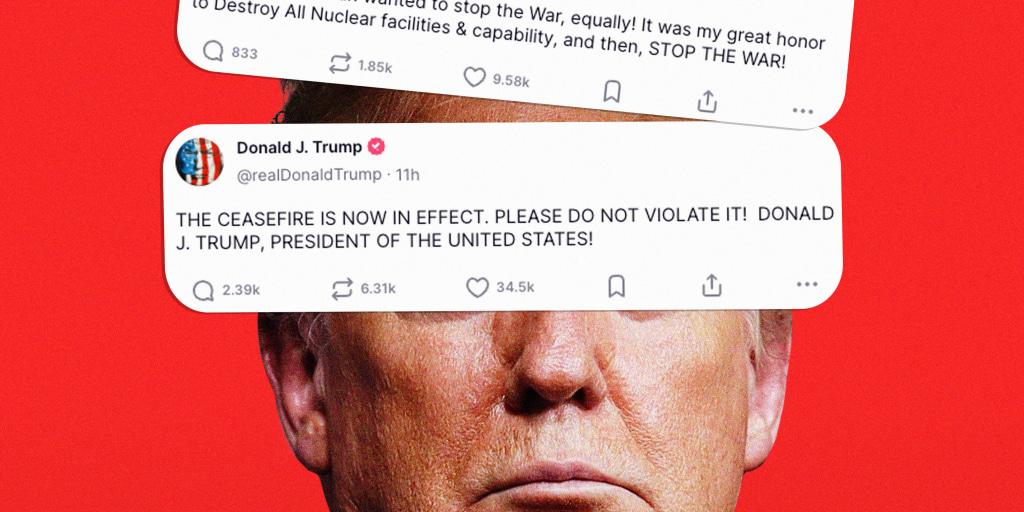 wanted to stop the War, equally! It was my great honor
to Destroy All Nuclear facilities & capability, and then, STOP THE WAR!
833 1.85k 9.58k
Donald J. Trump
@realDonaldTrump · 11h
THE CEASEFIRE IS NOW IN EFFECT. PLEASE DO NOT VIOLATE IT! DONALD
J. TRUMP, PRESIDENT OF THE UNITED STATES!
2.39k 6.31k 34.5k